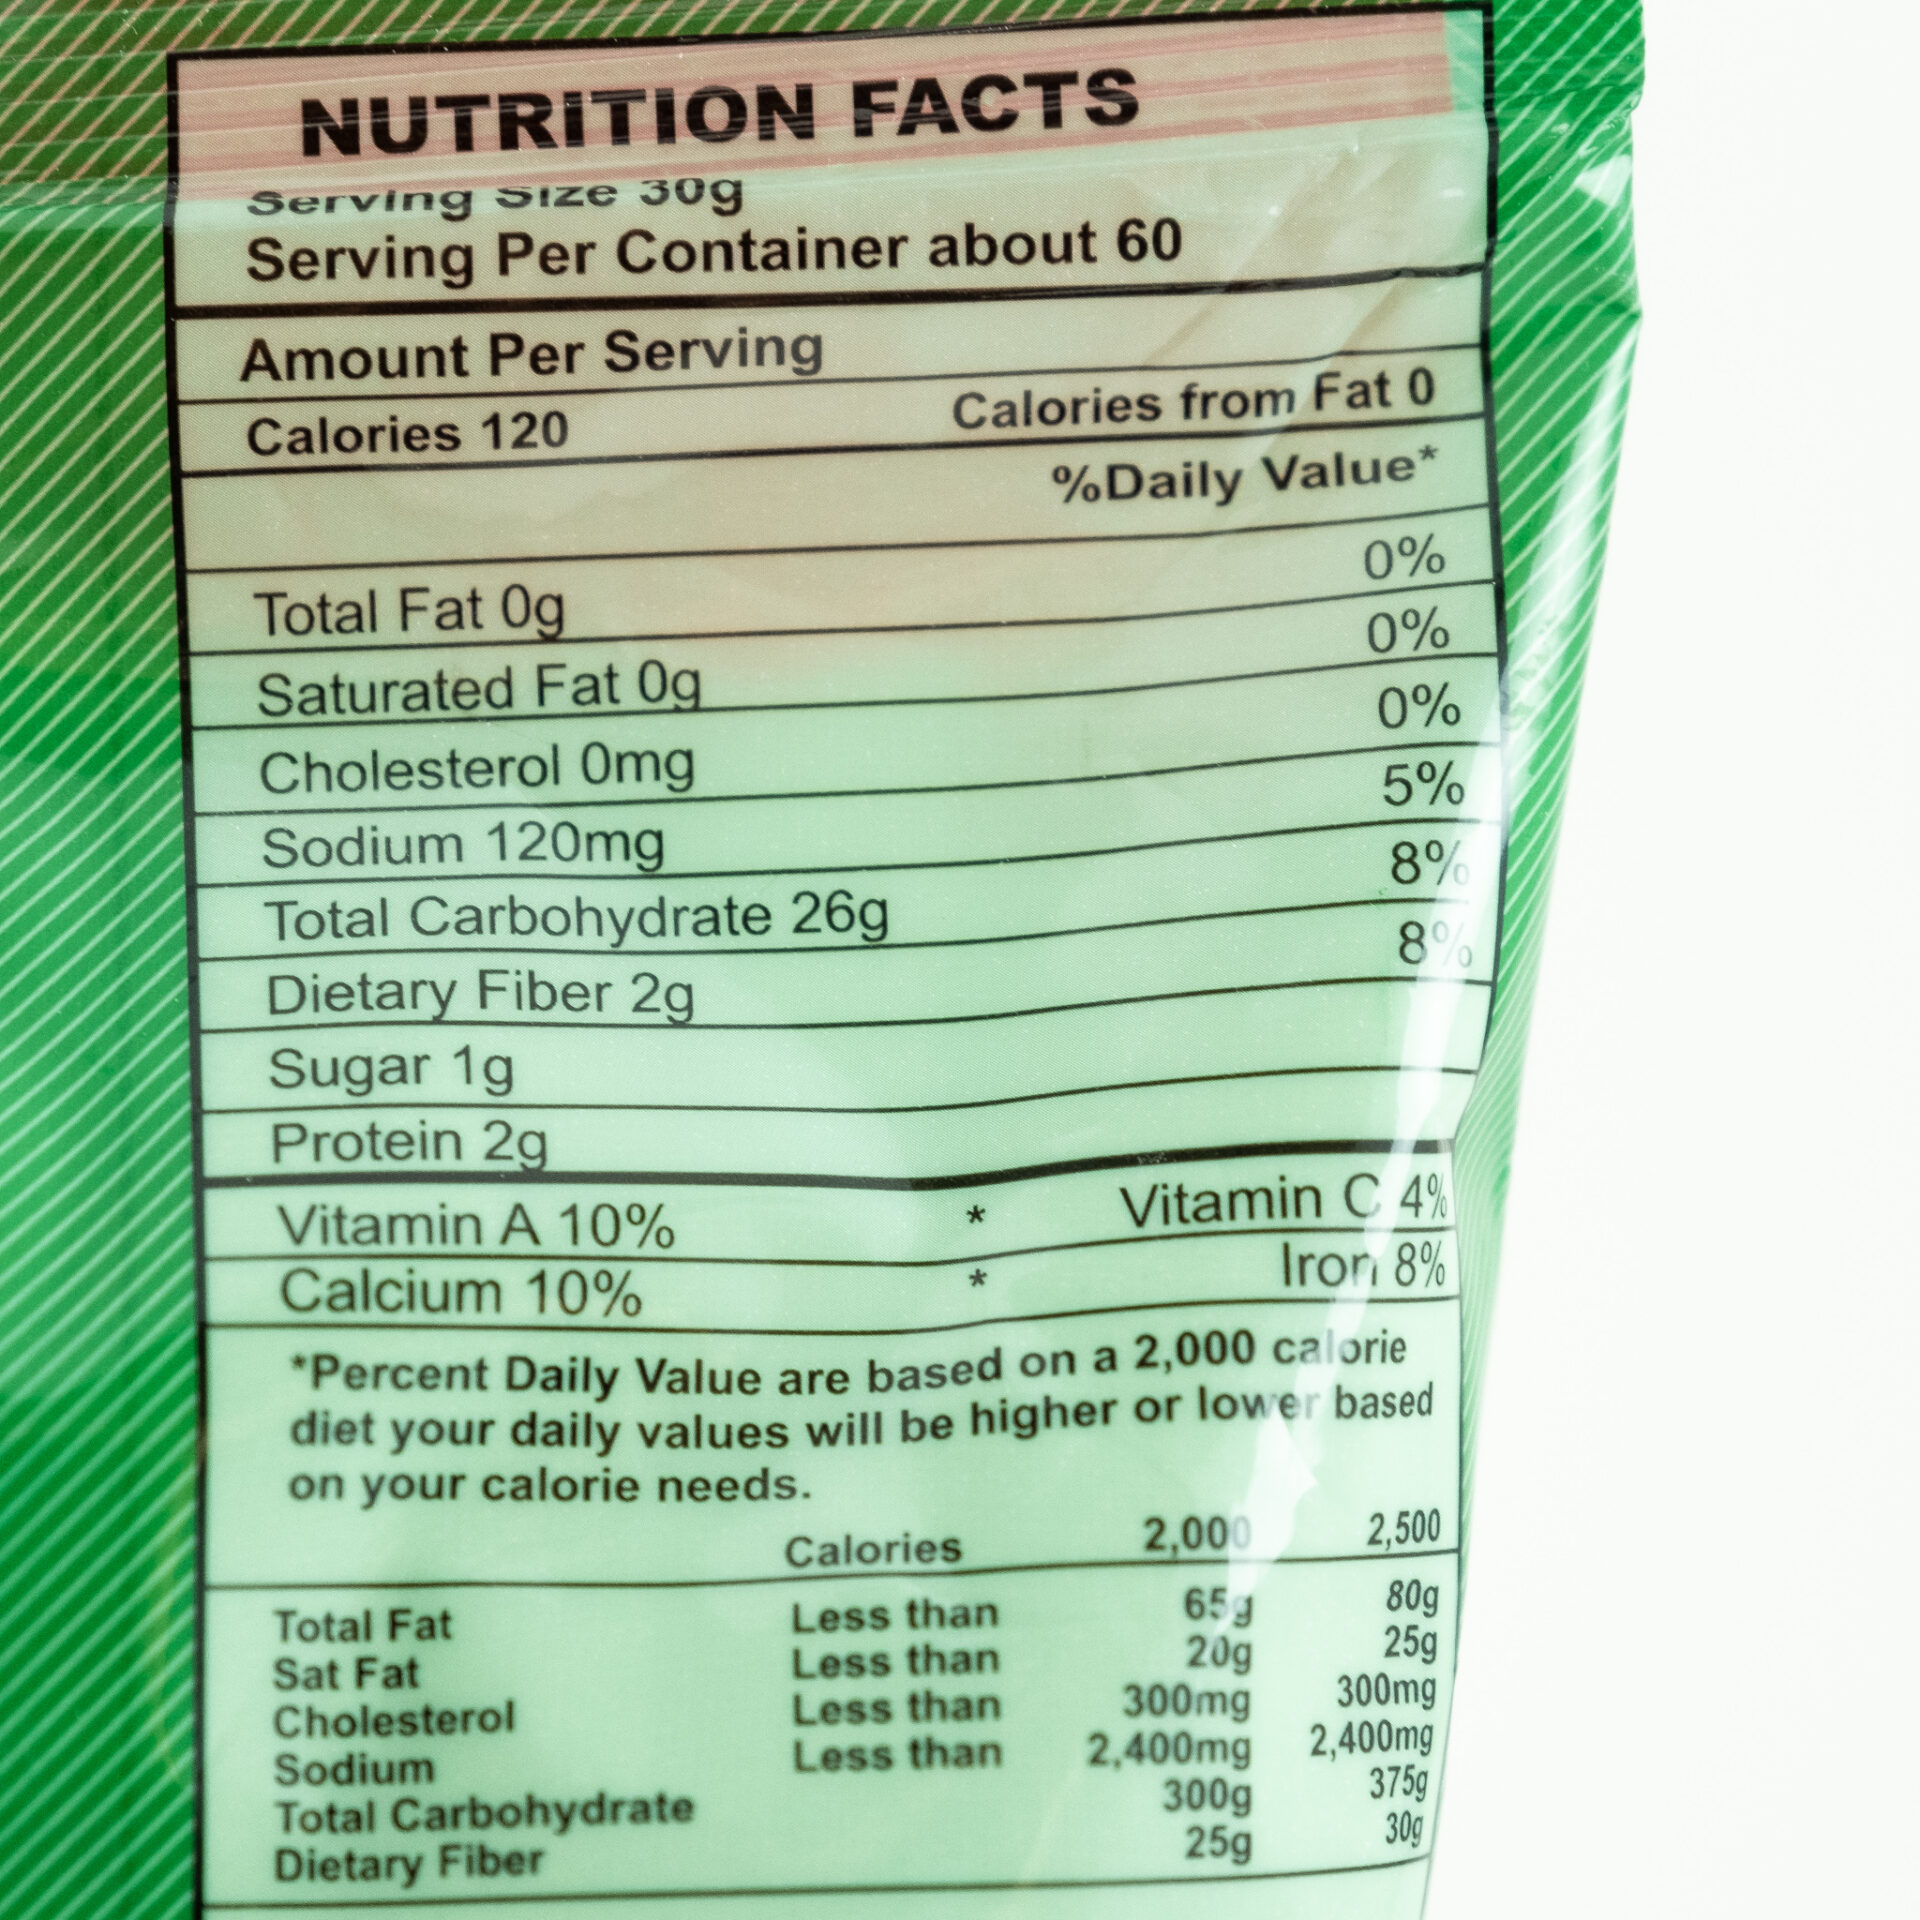 NUTRITION FACTS
Serving Size 30g
Serving Per Container about 60
Amount Per Serving
Calories 120 Calories from Fat 0
%Daily Value*
Total Fat 0g 0%
Saturated Fat 0g 0%
Cholesterol 0mg 0%
Sodium 120mg 5%
Total Carbohydrate 26g 8%
Dietary Fiber 2g 8%
Sugar 1g
Protein 2g
Vitamin A 10% * Vitamin C 4%
Calcium 10% * Iron 8%
*Percent Daily Value are based on a 2,000 calorie
diet your daily values will be higher or lower based
on your calorie needs.
Calories 2,000 2,500
Total Fat Less than 65g 80g
Sat Fat Less than 20g 25g
Cholesterol Less than 300mg 300mg
Sodium Less than 2,400mg 2,400mg
Total Carbohydrate 300g 375g
Dietary Fiber 25g 30g